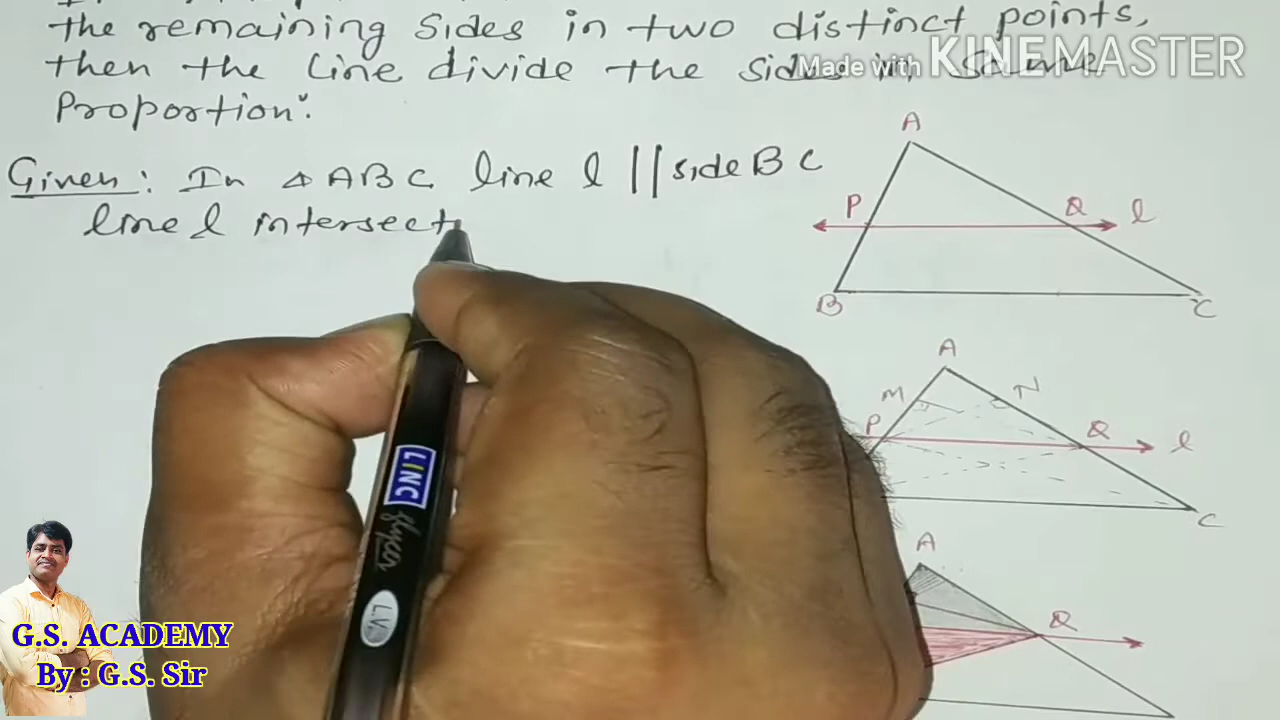 the remaining sides in two distinct points,
Made with KINEMASTER
then the line divide the sides in same
Proportion".
Given: In △ABC line l || side BC
line l intersect
A
P
Q
l
B
C
A
M
N
P
Q
l
C
A
Q
LINC
glycer
L.V.
G.S. ACADEMY
By : G.S. Sir